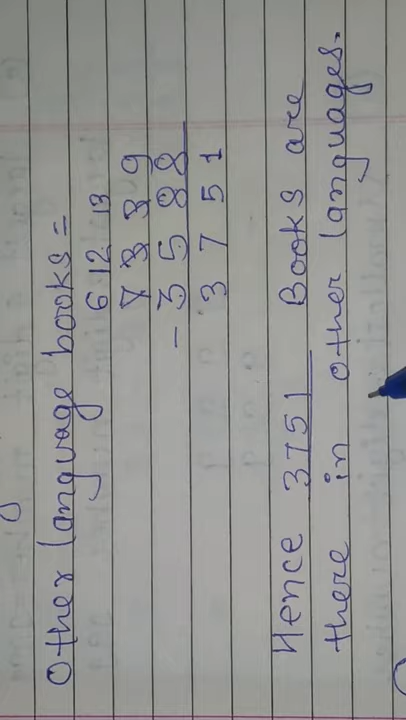 Other language books =
6 12 13
7 3 3 9
- 3 5 8 8
3 7 5 1
Hence 3751 Books are
there in other languages.